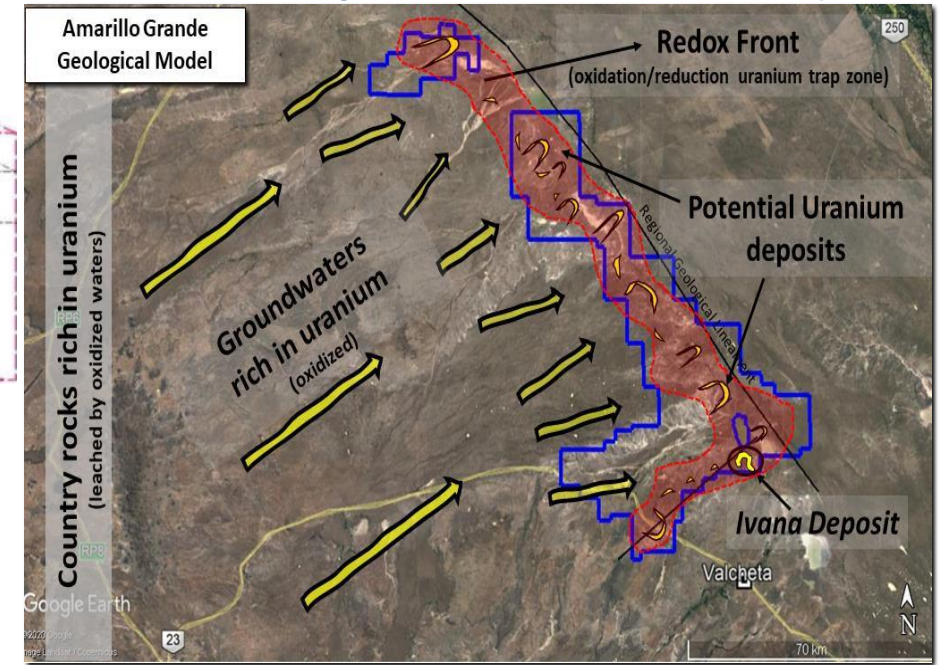 Amarillo Grande
Geological Model
250
Redox Front
(oxidation/reduction uranium trap zone)
Country rocks rich in uranium
(leached by oxidized waters)
Potential Uranium
deposits
Regional Geological Lineament
Groundwaters
rich in uranium
(oxidized)
RP6
Ivana Deposit
RP8
Valcheta
Google Earth
N
23
70 km